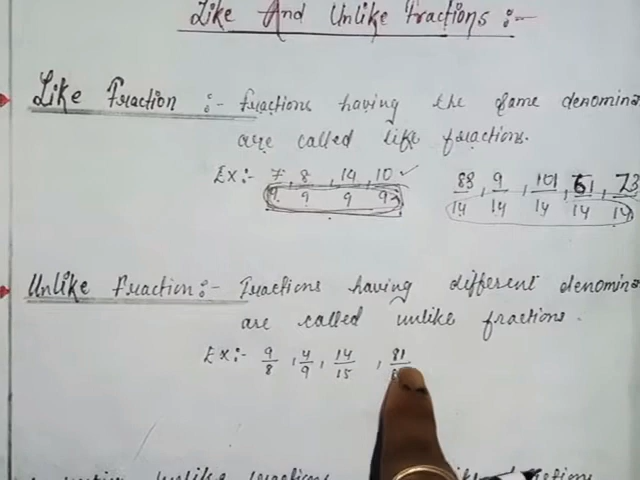 Like And Unlike Fractions :-
Like Fraction :- Fractions having the same denomina
are called like fractions.
Ex:- 7/9, 8/9, 14/9, 10/9 ✓ 88/14, 9/14, 101/14, 61/14, 73/14
Unlike Fraction:- Fractions having different denomina
are called unlike fractions.
Ex:- 9/8, 4/9, 14/15, 81/
unlike fractions